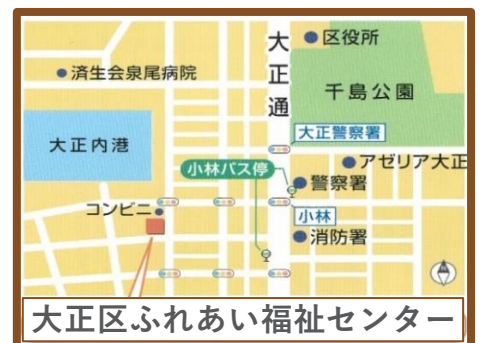 大正通
区役所
済生会泉尾病院
千島公園
大正警察署
大正内港
アゼリア大正
小林バス停
警察署
コンビニ
小林
消防署
大正区ふれあい福祉センター